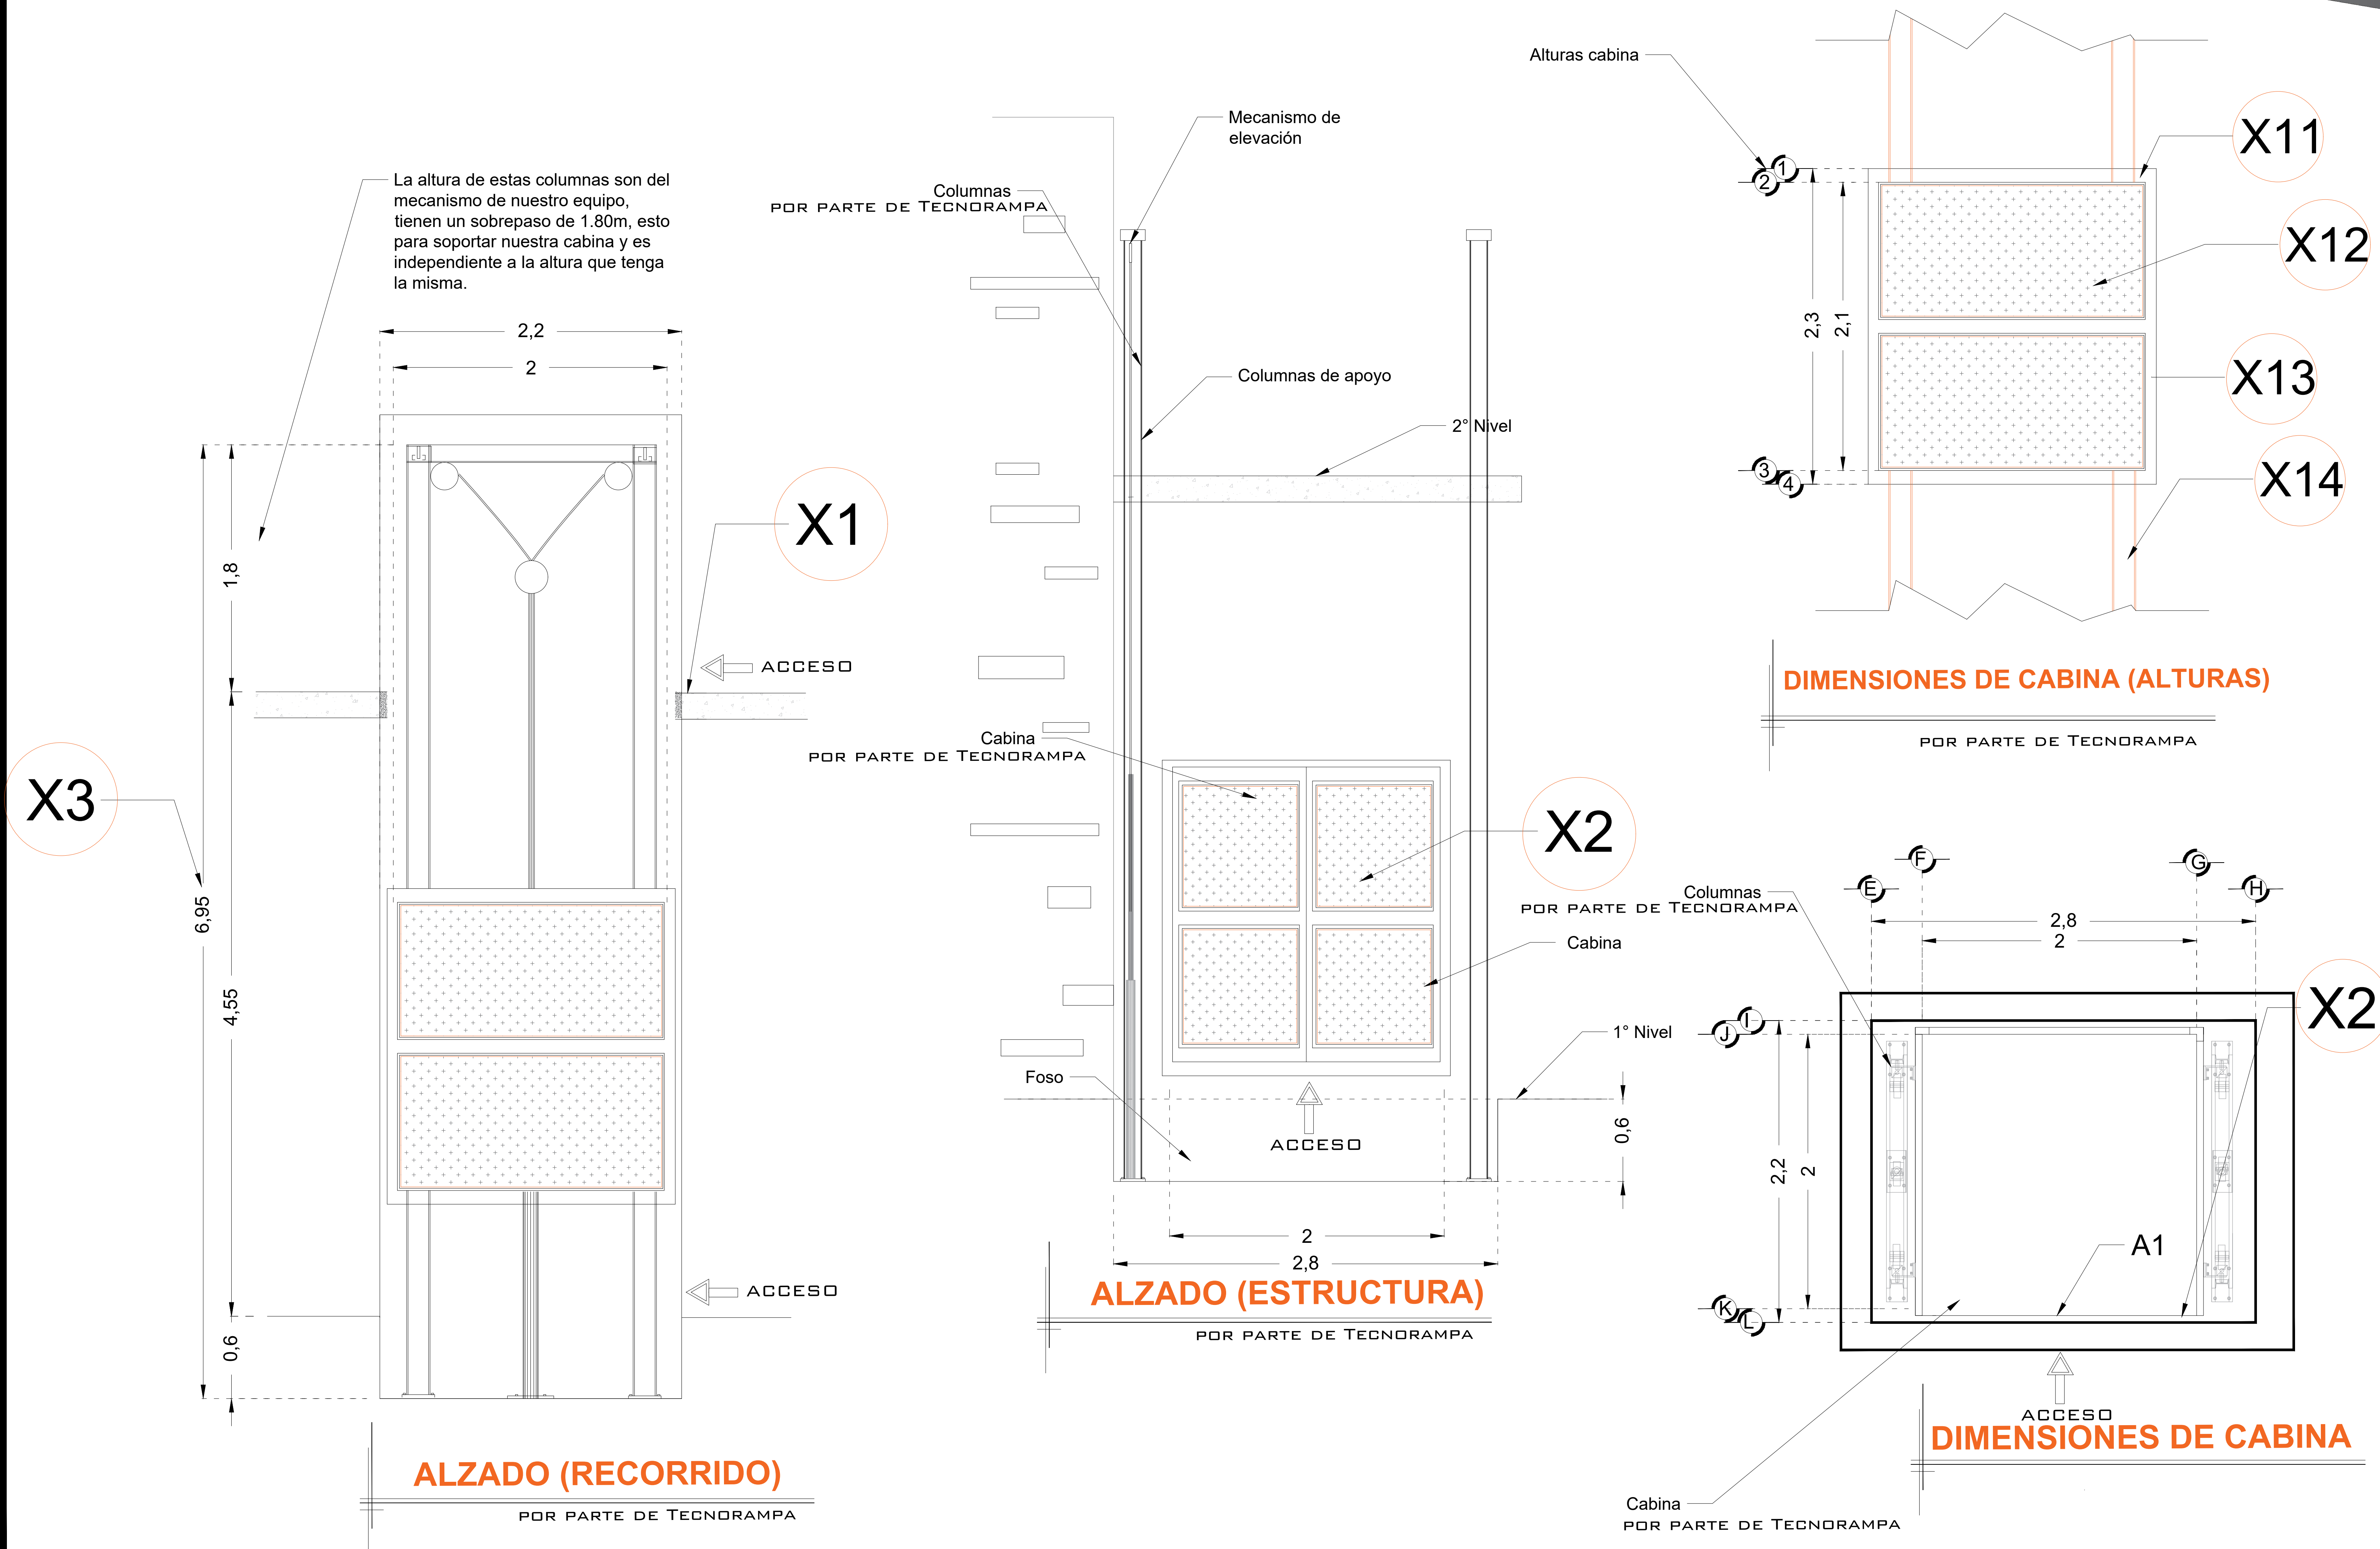 La altura de estas columnas son del
mecanismo de nuestro equipo,
tienen un sobrepaso de 1.80m, esto
para soportar nuestra cabina y es
independiente a la altura que tenga
la misma.
2,2
2
X1
1,8
ACCESO
X3
6,95
4,55
ACCESO
0,6
ALZADO (RECORRIDO)
POR PARTE DE TECNORAMPA
Mecanismo de
elevación
Columnas
POR PARTE DE TECNORAMPA
Columnas de apoyo
2° Nivel
Cabina
POR PARTE DE TECNORAMPA
X2
Cabina
1° Nivel
Foso
ACCESO
0,6
2
2,8
ALZADO (ESTRUCTURA)
POR PARTE DE TECNORAMPA
Alturas cabina
X11
1
2
X12
2,3
2,1
X13
3
4
X14
DIMENSIONES DE CABINA (ALTURAS)
POR PARTE DE TECNORAMPA
F
G
E
H
Columnas
POR PARTE DE TECNORAMPA
2,8
2
X2
I
J
2,2
2
A1
K
L
ACCESO
DIMENSIONES DE CABINA
Cabina
POR PARTE DE TECNORAMPA